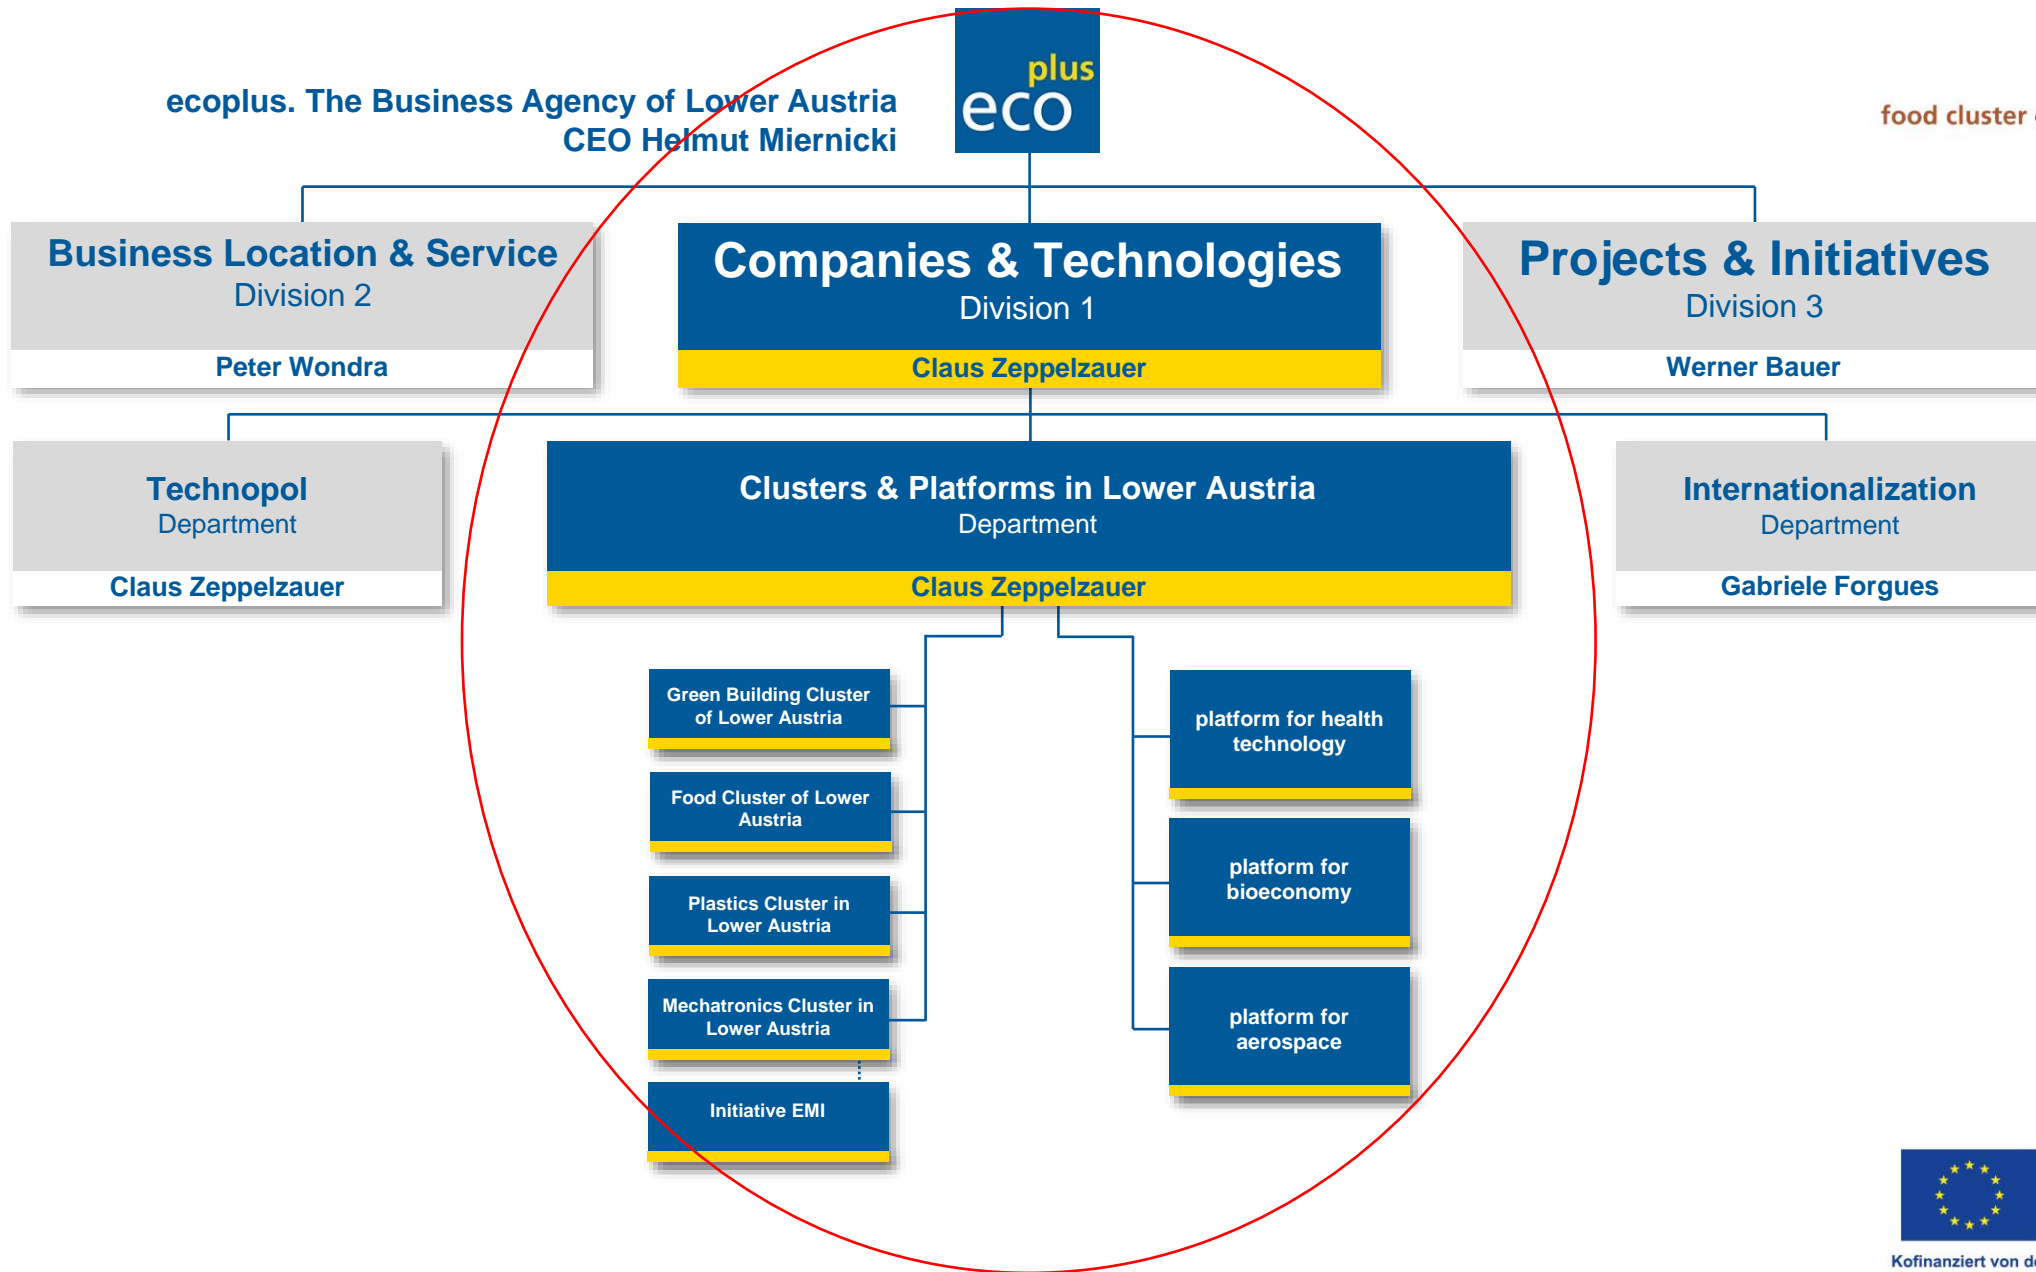 plus
eco
ecoplus. The Business Agency of Lower Austria
CEO Helmut Miernicki
food cluster
Business Location & Service
Division 2
Peter Wondra
Companies & Technologies
Division 1
Claus Zeppelzauer
Projects & Initiatives
Division 3
Werner Bauer
Technopol
Department
Claus Zeppelzauer
Clusters & Platforms in Lower Austria
Department
Claus Zeppelzauer
Internationalization
Department
Gabriele Forgues
Green Building Cluster
of Lower Austria
Food Cluster of Lower
Austria
Plastics Cluster in
Lower Austria
Mechatronics Cluster in
Lower Austria
Initiative EMI
platform for health
technology
platform for
bioeconomy
platform for
aerospace
Kofinanziert von